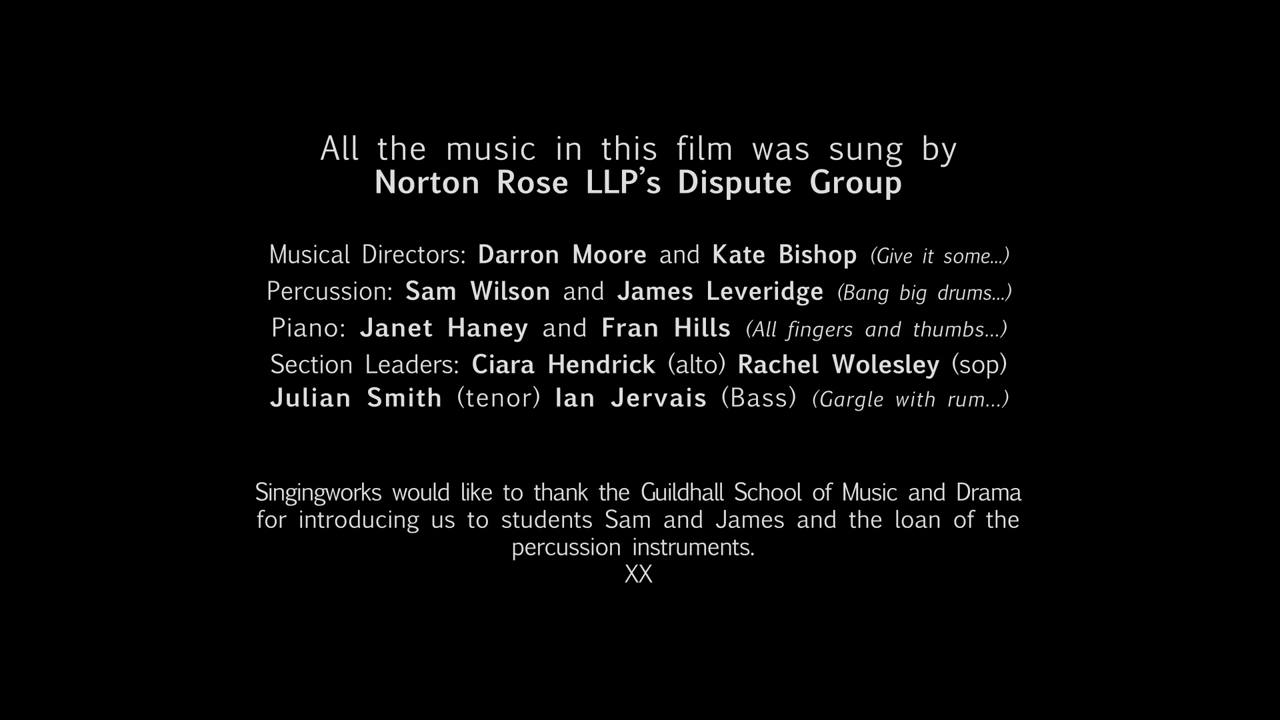 All the music in this film was sung by
Norton Rose LLP’s Dispute Group
Musical Directors: Darron Moore and Kate Bishop (Give it some...)
Percussion: Sam Wilson and James Leveridge (Bang big drums...)
Piano: Janet Haney and Fran Hills (All fingers and thumbs...)
Section Leaders: Ciara Hendrick (alto) Rachel Wolesley (sop)
Julian Smith (tenor) Ian Jervais (Bass) (Gargle with rum...)
Singingworks would like to thank the Guildhall School of Music and Drama
for introducing us to students Sam and James and the loan of the
percussion instruments.
XX